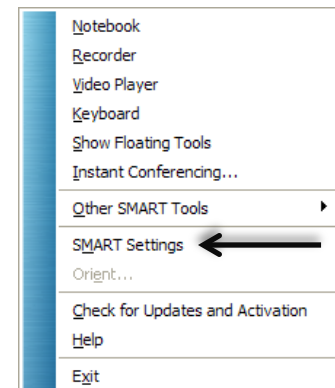 Notebook
Recorder
Video Player
Keyboard
Show Floating Tools
Instant Conferencing...
Other SMART Tools
SMART Settings
Orient...
Check for Updates and Activation
Help
Exit